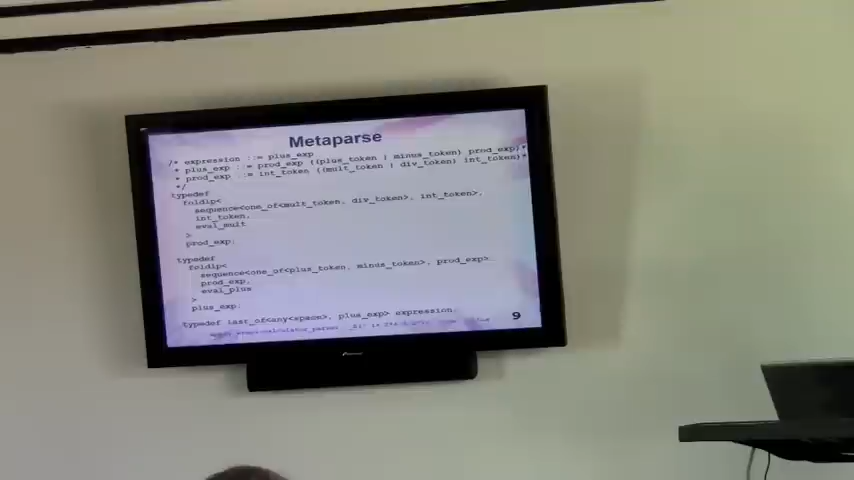 Metaparse
/* expression ::= plus_exp
* plus_exp ::= prod_exp ((plus_token | minus_token) prod_exp)*
* prod_exp ::= int_token ((mult_token | div_token) int_token)*
*/
typedef
foldlp<
sequence<one_of<mult_token, div_token>, int_token>,
int_token,
eval_mult
>
prod_exp;
typedef
foldlp<
sequence<one_of<plus_token, minus_token>, prod_exp>,
prod_exp,
eval_plus
>
plus_exp;
typedef last_of<any<space>, plus_exp> expression;
9